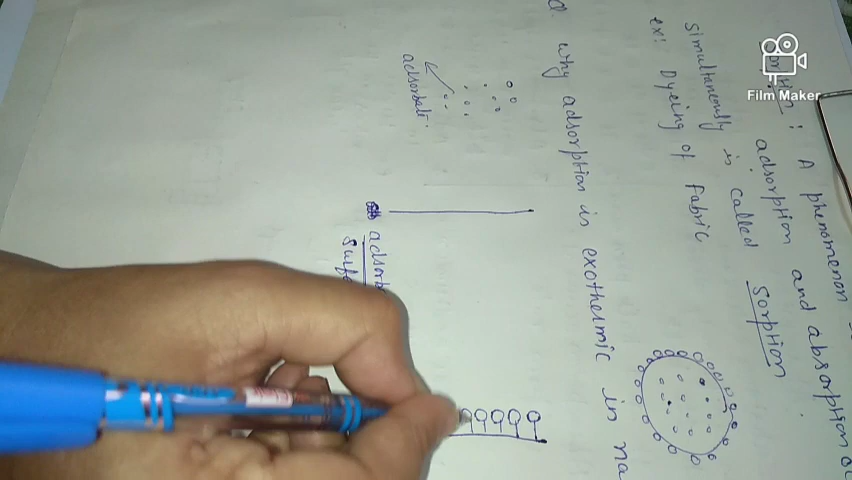 Sorption : A phenomenon
adsorption and absorption
simultaneously is called Sorption
ex: Dyeing of fabric
Q. why adsorption is exothermic in na
adsorbate.
adsorb
surfa
Film Maker